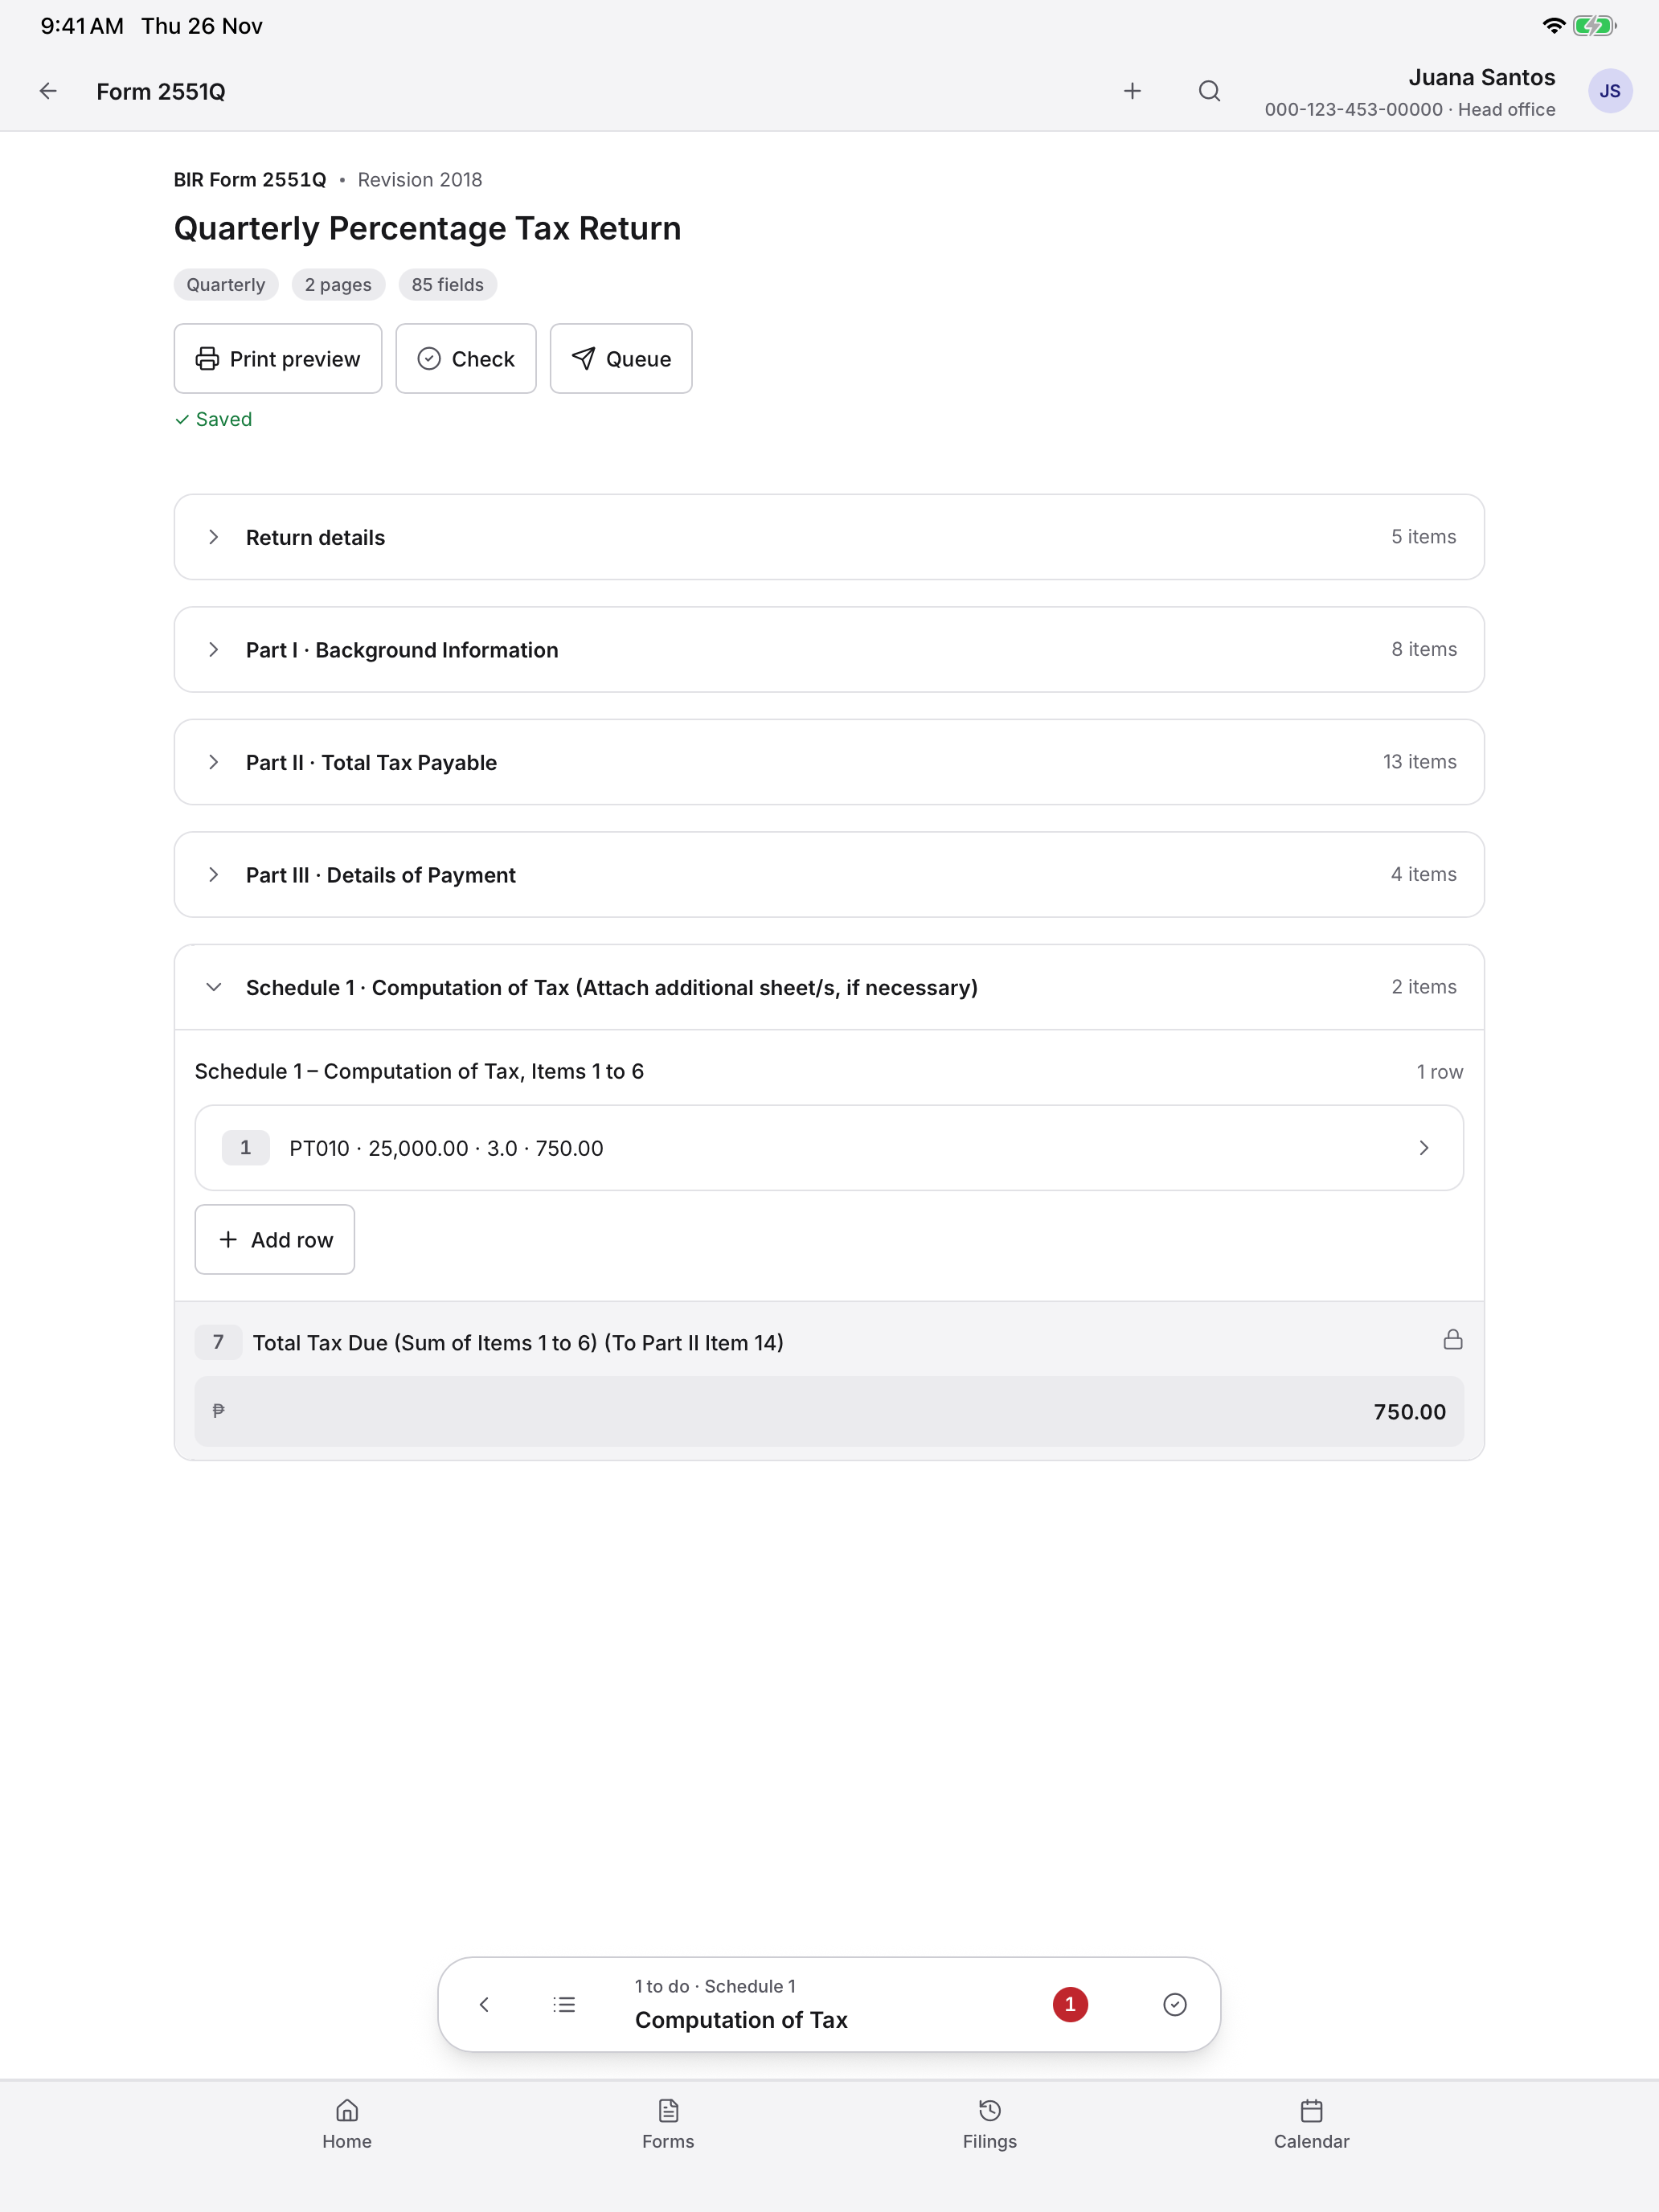 9:41 AM Thu 26 Nov
Form 2551Q
Juana Santos
000-123-453-00000 · Head office
JS
BIR Form 2551Q • Revision 2018
Quarterly Percentage Tax Return
Quarterly
2 pages
85 fields
Print preview
Check
Queue
Saved
Return details
5 items
Part I · Background Information
8 items
Part II · Total Tax Payable
13 items
Part III · Details of Payment
4 items
Schedule 1 · Computation of Tax (Attach additional sheet/s, if necessary)
2 items
Schedule 1 – Computation of Tax, Items 1 to 6
1 row
1 PT010 · 25,000.00 · 3.0 · 750.00
Add row
7 Total Tax Due (Sum of Items 1 to 6) (To Part II Item 14)
₱ 750.00
1 to do · Schedule 1
Computation of Tax
1
Home
Forms
Filings
Calendar